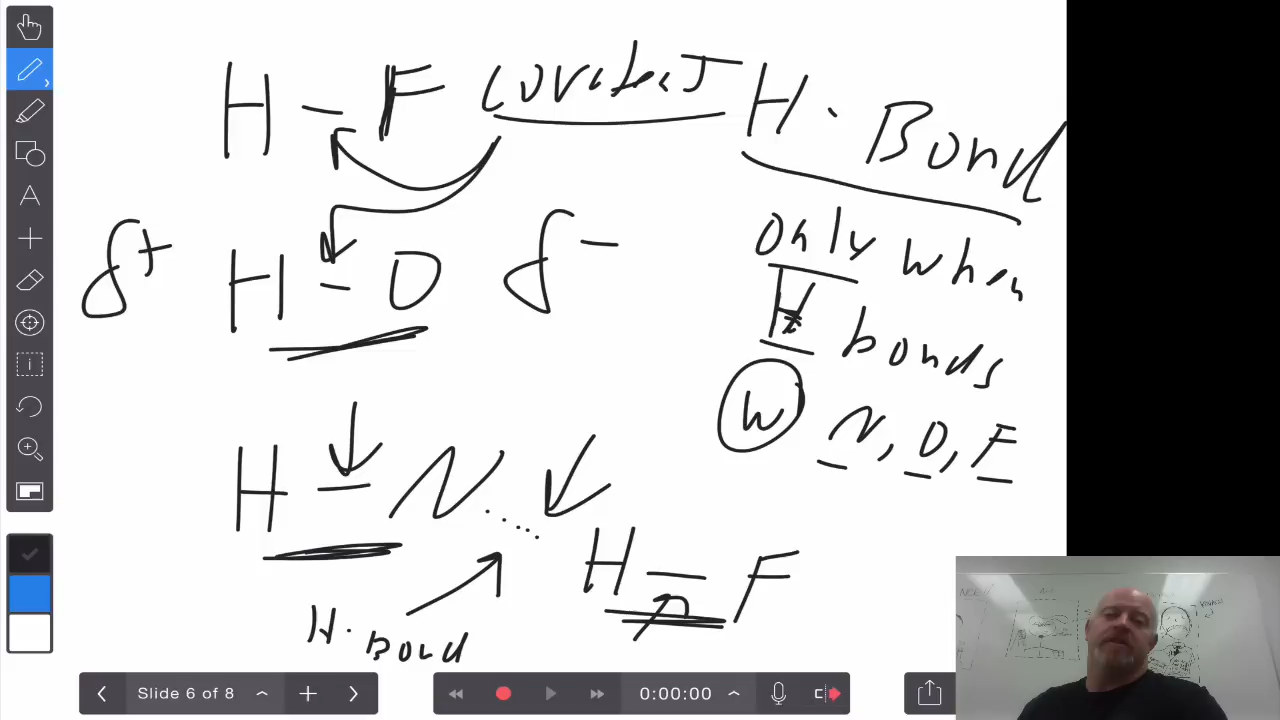 H - F covalent H. Bond
δ+ H - O δ-
only when
H bonds
w N, O, F
H - N..... H - F
H. Bond
A
Slide 6 of 8
0:00:00